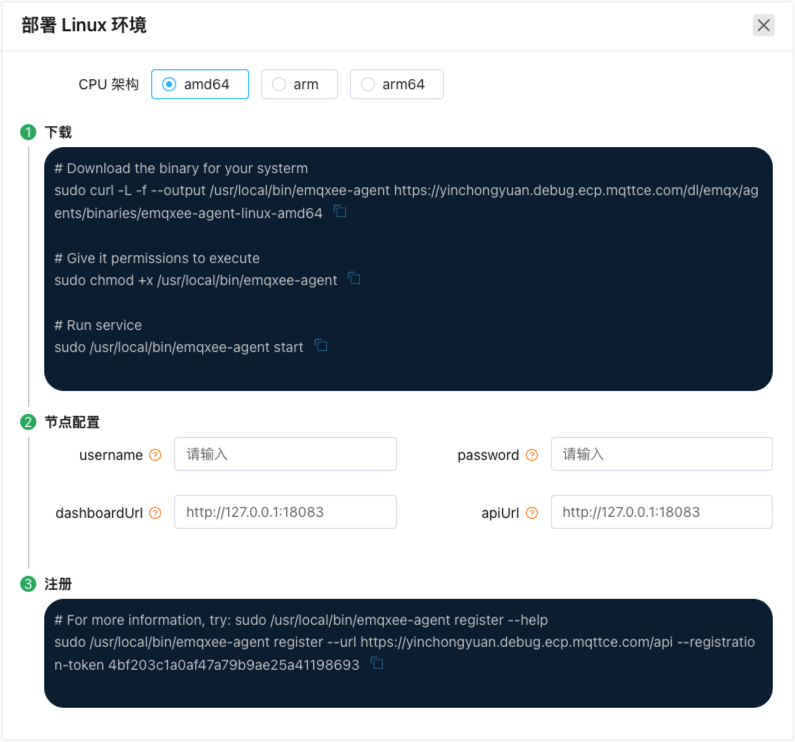 部署 Linux 环境
CPU 架构 amd64 arm arm64
1 下载
# Download the binary for your systerm
sudo curl -L -f --output /usr/local/bin/emqxee-agent https://yinchongyuan.debug.ecp.mqttce.com/dl/emqx/ag
ents/binaries/emqxee-agent-linux-amd64
# Give it permissions to execute
sudo chmod +x /usr/local/bin/emqxee-agent
# Run service
sudo /usr/local/bin/emqxee-agent start
2 节点配置
username ? 请输入 password ? 请输入
dashboardUrl ? http://127.0.0.1:18083 apiUrl ? http://127.0.0.1:18083
3 注册
# For more information, try: sudo /usr/local/bin/emqxee-agent register --help
sudo /usr/local/bin/emqxee-agent register --url https://yinchongyuan.debug.ecp.mqttce.com/api --registratio
n-token 4bf203c1a0af47a79b9ae25a41198693